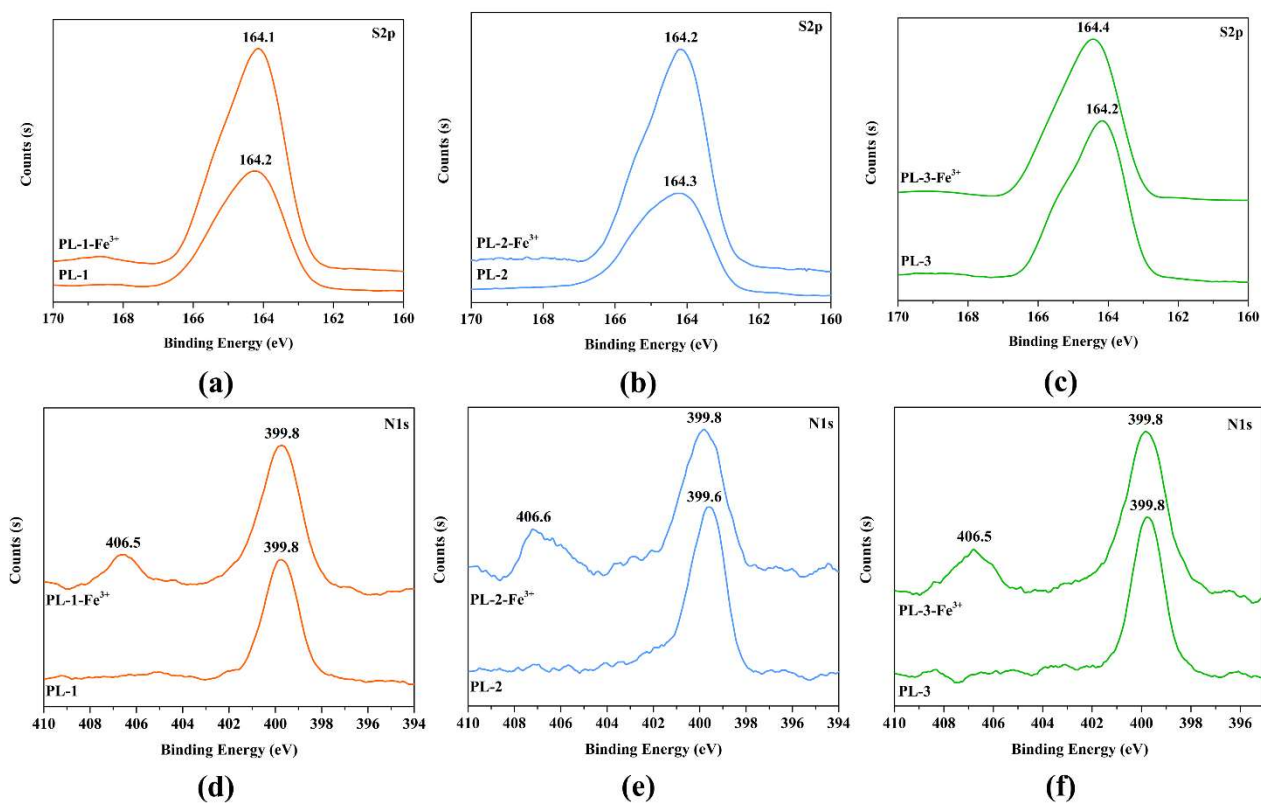 S2p
164.1
164.2
Counts (s)
PL-1-Fe³⁺
PL-1
170 168 166 164 162 160
Binding Energy (eV)
(a)
S2p
164.2
164.3
Counts (s)
PL-2-Fe³⁺
PL-2
170 168 166 164 162 160
Binding Energy (eV)
(b)
S2p
164.4
164.2
Counts (s)
PL-3-Fe³⁺
PL-3
170 168 166 164 162 160
Binding Energy (eV)
(c)
N1s
399.8
406.5
399.8
Counts (s)
PL-1-Fe³⁺
PL-1
410 408 406 404 402 400 398 396 394
Binding Energy (eV)
(d)
N1s
399.8
399.6
406.6
Counts (s)
PL-2-Fe³⁺
PL-2
410 408 406 404 402 400 398 396 394
Binding Energy (eV)
(e)
N1s
399.8
406.5
399.8
Counts (s)
PL-3-Fe³⁺
PL-3
410 408 406 404 402 400 398 396
Binding Energy (eV)
(f)